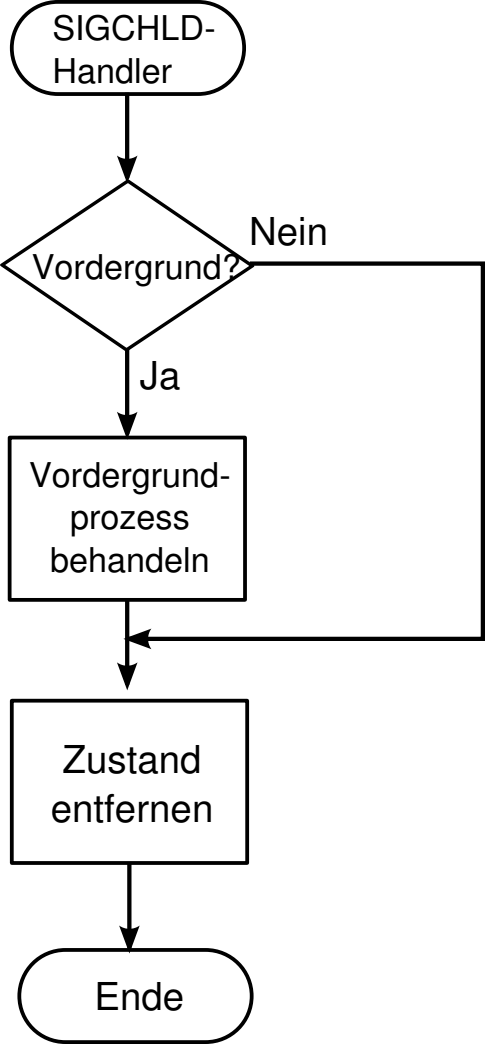 SIGCHLD-
Handler
Vordergrund?
Nein
Ja
Vordergrund-
prozess
behandeln
Zustand
entfernen
Ende